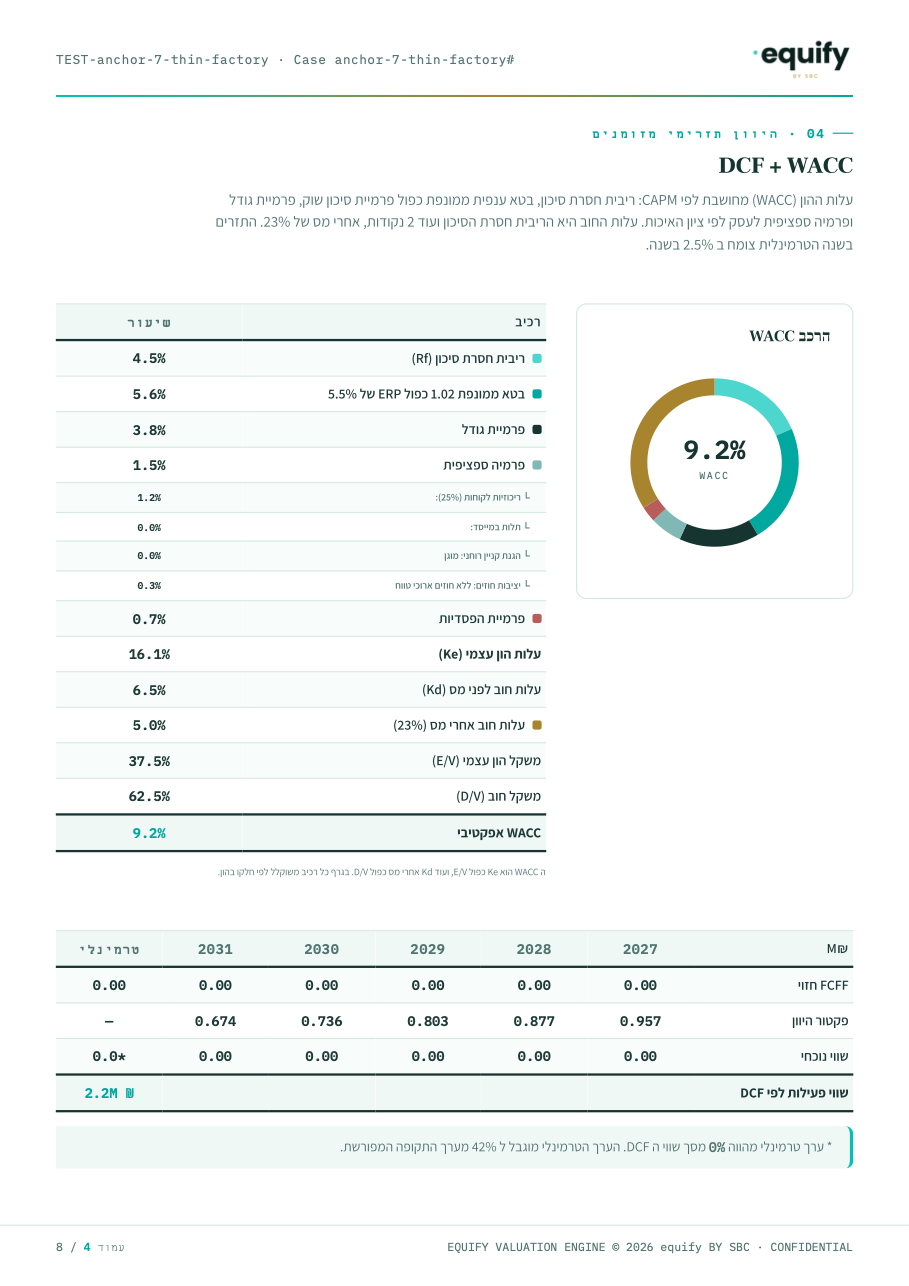 TEST-anchor-7-thin-factory · Case anchor-7-thin-factory#
equify
BY SBC
04 · היוון תזרימי מזומנים
DCF + WACC
עלות ההון (WACC) מחושבת לפי CAPM: ריבית חסרת סיכון, בטא ענפית ממונפת כפול פרמיית סיכון שוק, פרמיית גודל
ופרמיה ספציפית לעסק לפי ציון האיכות. עלות החוב היא הריבית חסרת הסיכון ועוד 2 נקודות, אחרי מס של 23%. התזרים
בשנה הטרמינלית צומח ב 2.5% בשנה.
הרכב WACC
9.2%
WACC
רכיב שיעור
ריבית חסרת סיכון (Rf) 4.5%
בטא ממונפת 1.02 כפול ERP של 5.5% 5.6%
פרמיית גודל 3.8%
פרמיה ספציפית 1.5%
└ ריכוזיות לקוחות (25%): 1.2%
└ תלות במייסד: 0.0%
└ הגנת קניין רוחני: מוגן 0.0%
└ יציבות חוזים: ללא חוזים ארוכי טווח 0.3%
פרמיית הפסדיות 0.7%
עלות הון עצמי (Ke) 16.1%
עלות חוב לפני מס (Kd) 6.5%
עלות חוב אחרי מס (23%) 5.0%
משקל הון עצמי (E/V) 37.5%
משקל חוב (D/V) 62.5%
WACC אפקטיבי 9.2%
ה WACC הוא Ke כפול E/V, ועוד Kd אחרי מס כפול D/V. בגרף כל רכיב משוקלל לפי חלקו בהון.
₪M 2027 2028 2029 2030 2031 טרמינלי
FCFF חזוי 0.00 0.00 0.00 0.00 0.00 0.00
פקטור היוון 0.957 0.877 0.803 0.736 0.674 —
שווי נוכחי 0.00 0.00 0.00 0.00 0.00 0.0*
שווי פעילות לפי DCF 2.2M ₪
* ערך טרמינלי מהווה 0% מסך שווי ה DCF. הערך הטרמינלי מוגבל ל 42% מערך התקופה המפורשת.
EQUIFY VALUATION ENGINE © 2026 equify BY SBC · CONFIDENTIAL
עמוד 4 / 8